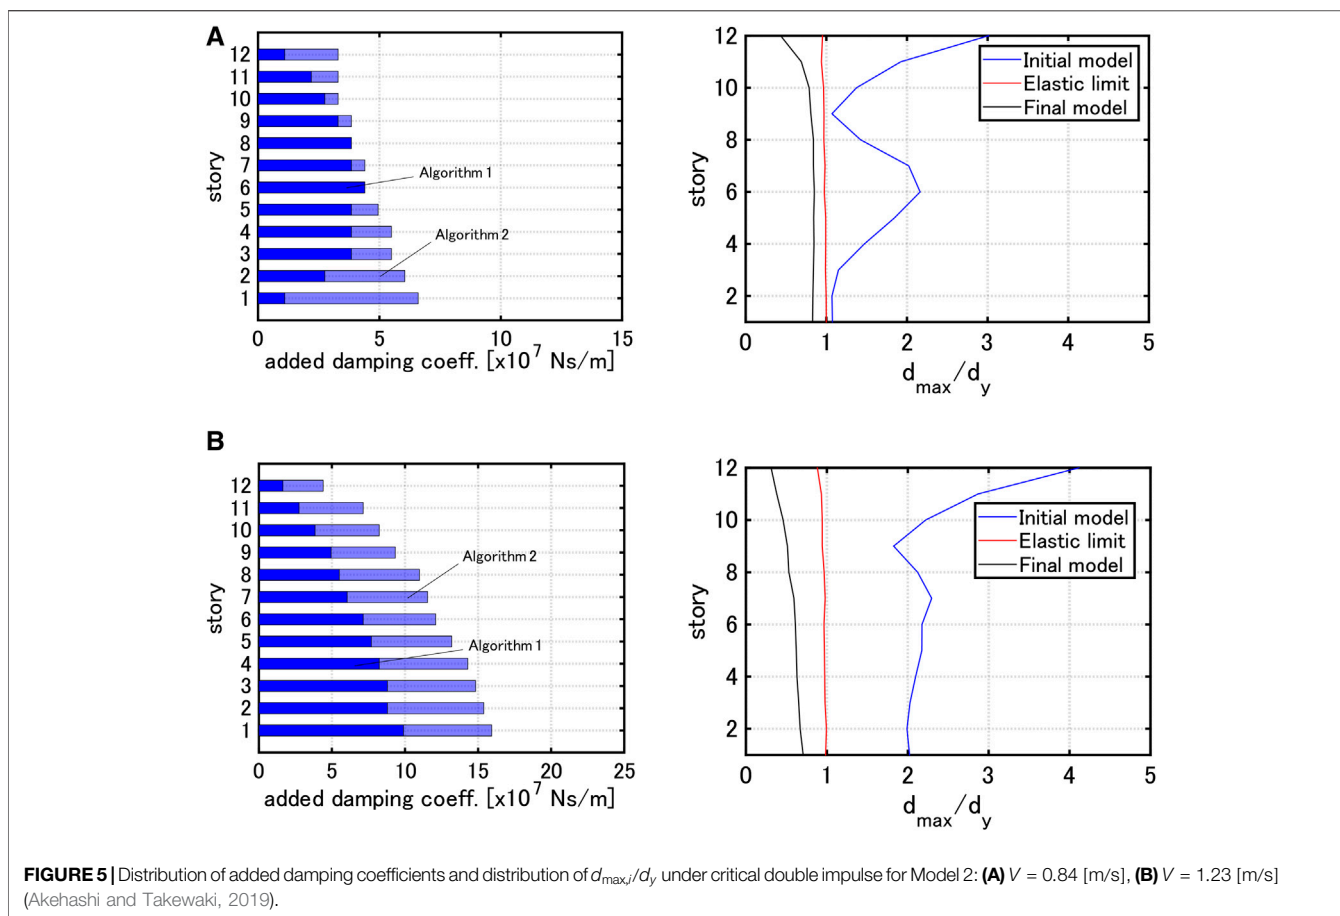 A
12
11
10
9
8
7
6
5
4
3
2
1
story
Algorithm 1
Algorithm 2
0 5 10 15
added damping coeff. [x10^7 Ns/m]
12
10
8
6
4
2
story
Initial model
Elastic limit
Final model
0 1 2 3 4 5
d_max/d_y
B
12
11
10
9
8
7
6
5
4
3
2
1
story
Algorithm 2
Algorithm 1
0 5 10 15 20 25
added damping coeff. [x10^7 Ns/m]
12
10
8
6
4
2
story
Initial model
Elastic limit
Final model
0 1 2 3 4 5
d_max/d_y
FIGURE 5 | Distribution of added damping coefficients and distribution of d_max,i/d_y under critical double impulse for Model 2: (A) V = 0.84 [m/s], (B) V = 1.23 [m/s]
(Akehashi and Takewaki, 2019).